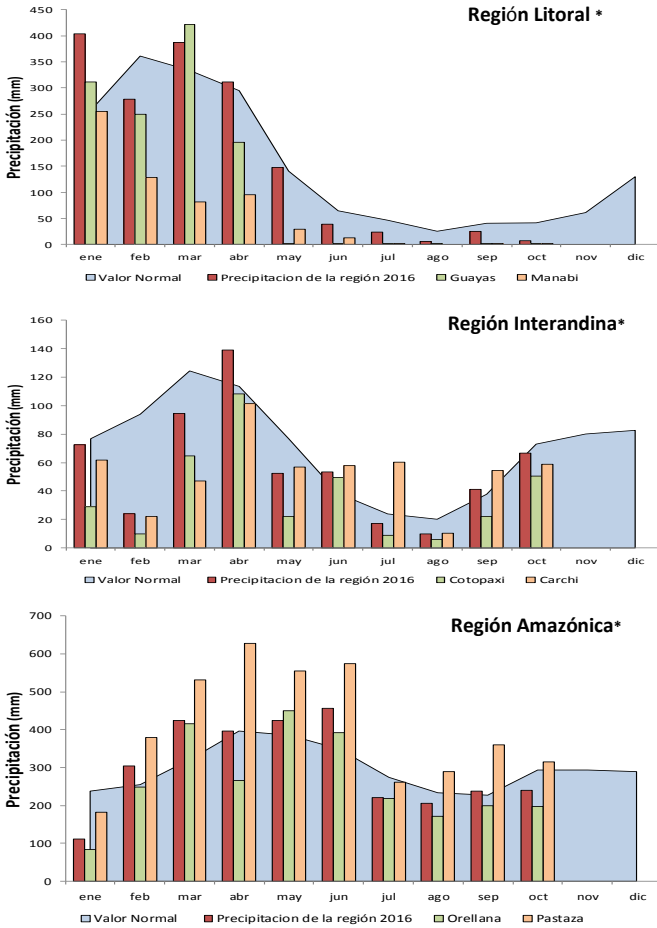 Región Litoral *
Precipitación (mm)
450
400
350
300
250
200
150
100
50
0
ene feb mar abr may jun jul ago sep oct nov dic
Valor Normal Precipitacion de la región 2016 Guayas Manabi
Región Interandina*
Precipitación (mm)
160
140
120
100
80
60
40
20
0
ene feb mar abr may jun jul ago sep oct nov dic
Valor Normal Precipitacion de la región 2016 Cotopaxi Carchi
Región Amazónica*
Precipitación (mm)
700
600
500
400
300
200
100
0
ene feb mar abr may jun jul ago sep oct nov dic
Valor Normal Precipitacion de la región 2016 Orellana Pastaza